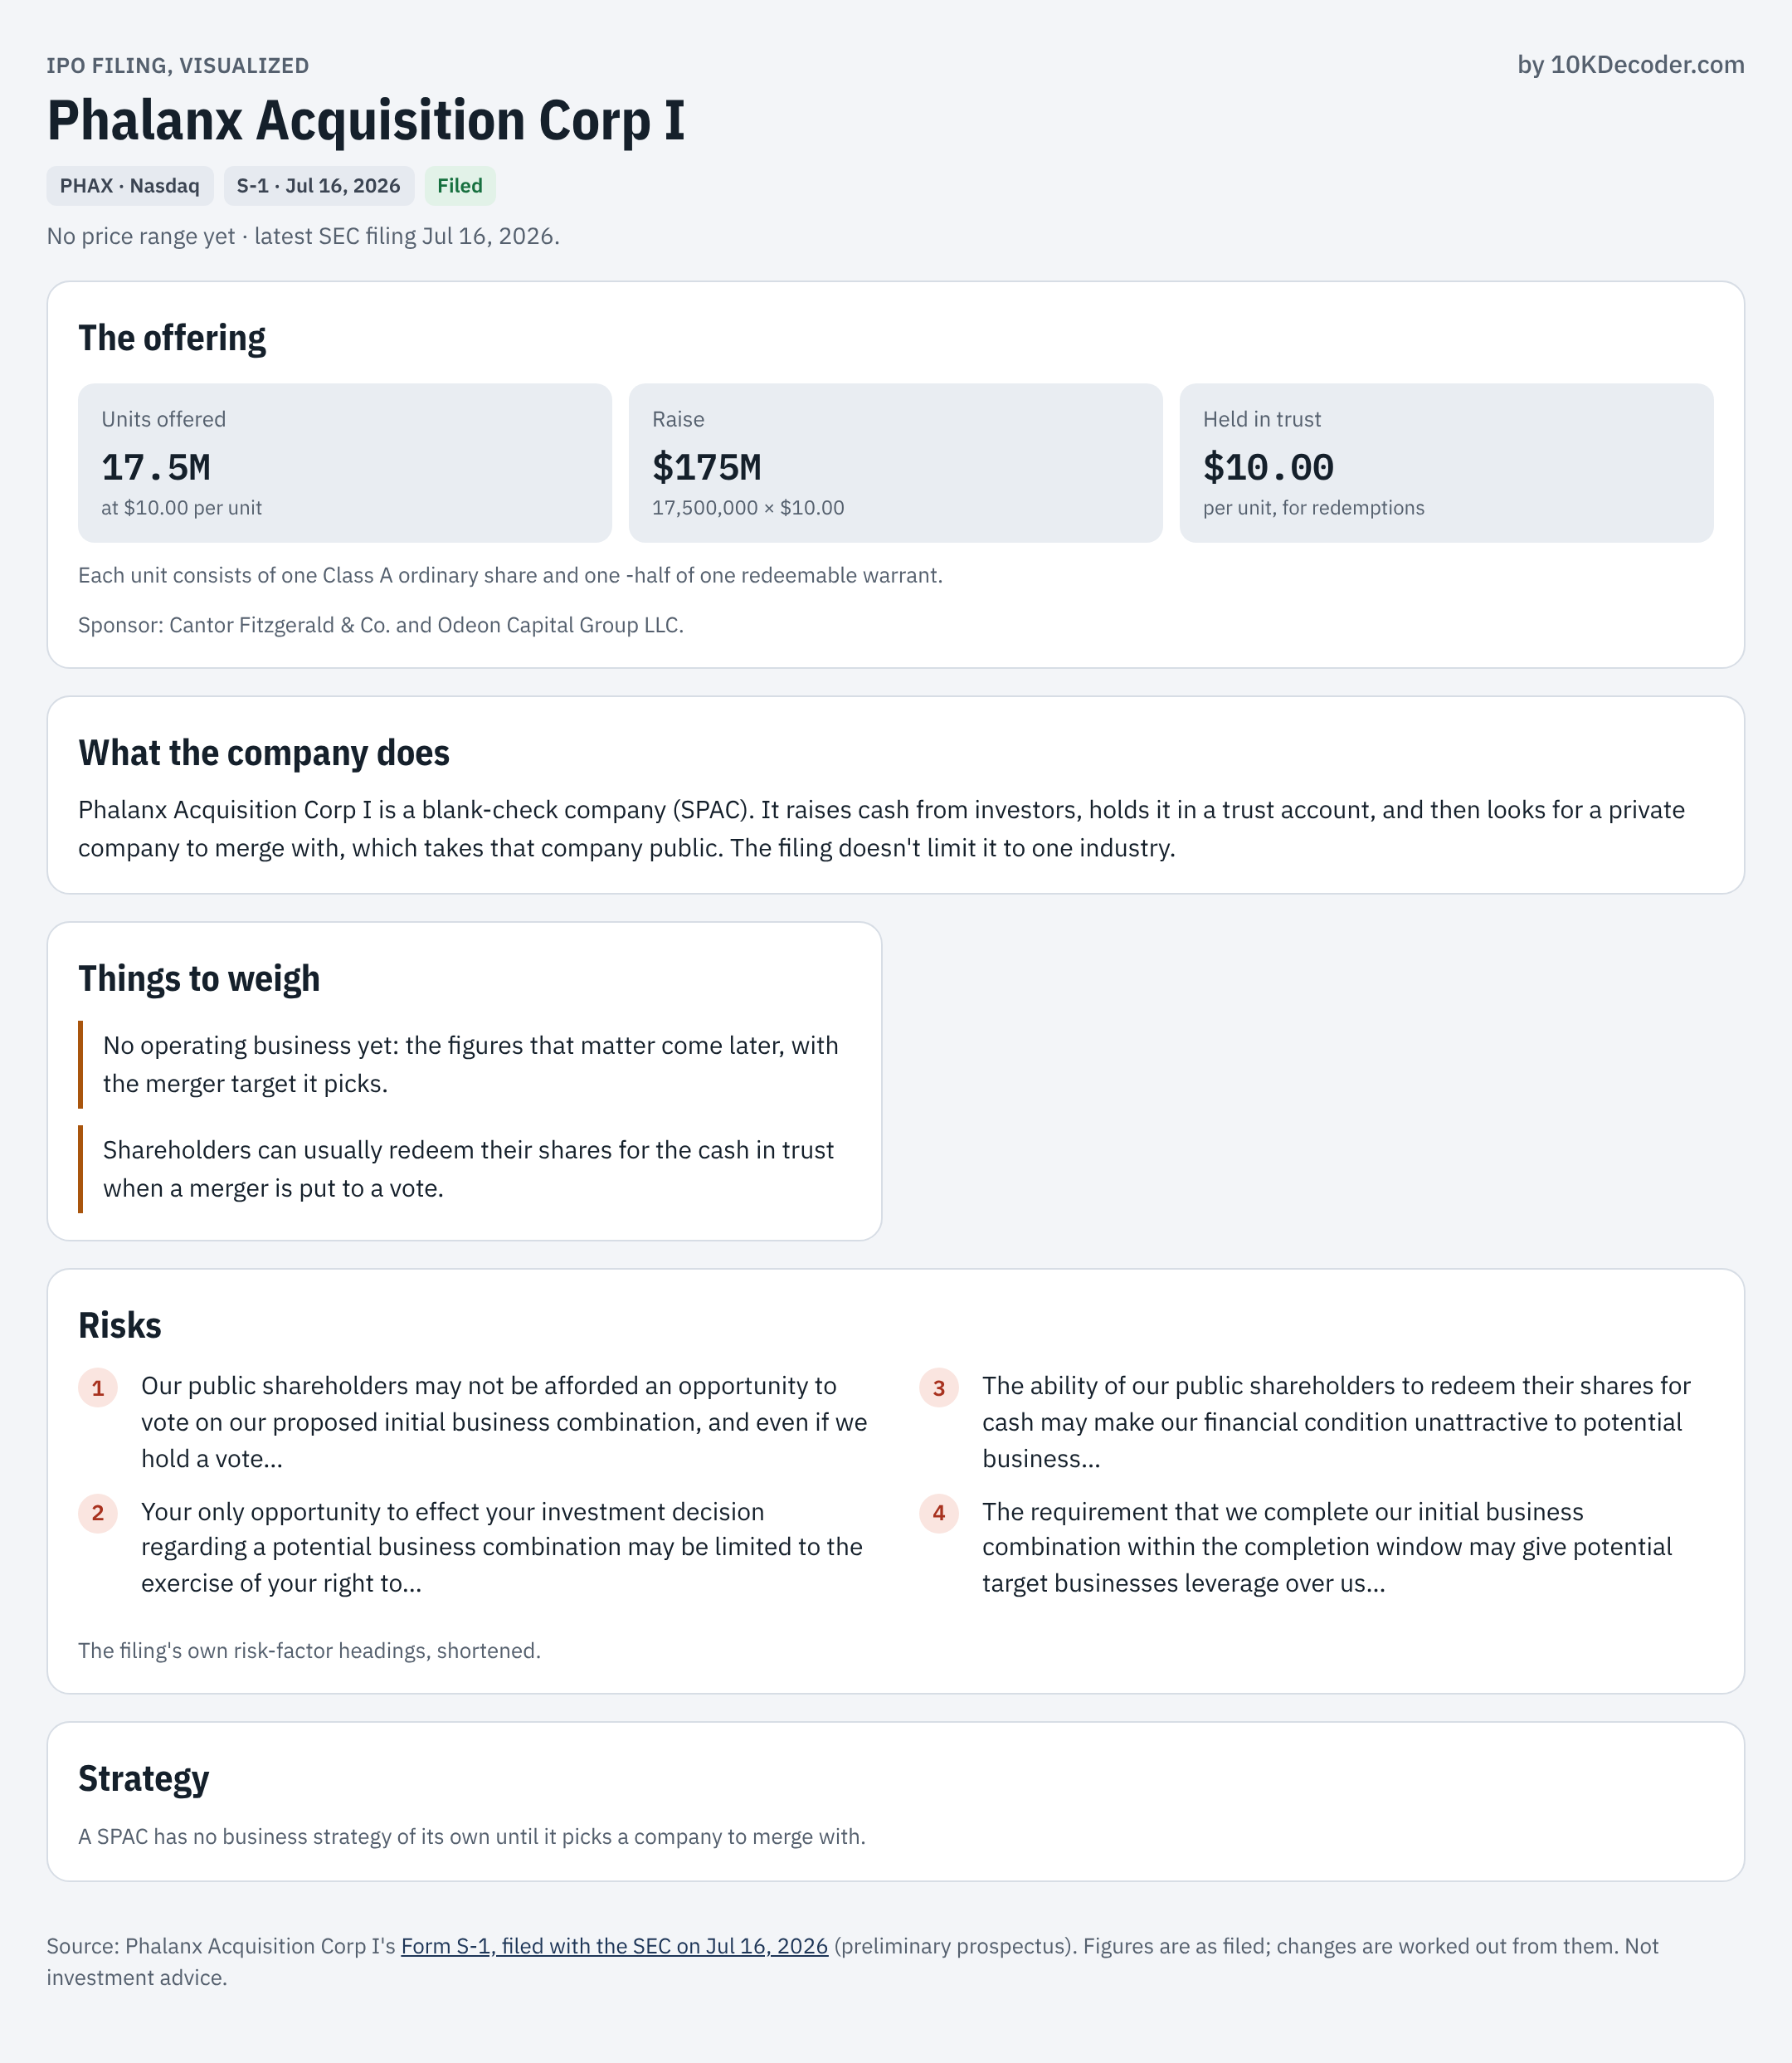 IPO FILING, VISUALIZED
by 10KDecoder.com
Phalanx Acquisition Corp I
PHAX · Nasdaq
S-1 · Jul 16, 2026
Filed
No price range yet · latest SEC filing Jul 16, 2026.
The offering
Units offered
17.5M
at $10.00 per unit
Raise
$175M
17,500,000 × $10.00
Held in trust
$10.00
per unit, for redemptions
Each unit consists of one Class A ordinary share and one -half of one redeemable warrant.
Sponsor: Cantor Fitzgerald & Co. and Odeon Capital Group LLC.
What the company does
Phalanx Acquisition Corp I is a blank-check company (SPAC). It raises cash from investors, holds it in a trust account, and then looks for a private
company to merge with, which takes that company public. The filing doesn't limit it to one industry.
Things to weigh
No operating business yet: the figures that matter come later, with
the merger target it picks.
Shareholders can usually redeem their shares for the cash in trust
when a merger is put to a vote.
Risks
1
Our public shareholders may not be afforded an opportunity to
vote on our proposed initial business combination, and even if we
hold a vote…
2
Your only opportunity to effect your investment decision
regarding a potential business combination may be limited to the
exercise of your right to…
3
The ability of our public shareholders to redeem their shares for
cash may make our financial condition unattractive to potential
business…
4
The requirement that we complete our initial business
combination within the completion window may give potential
target businesses leverage over us…
The filing's own risk-factor headings, shortened.
Strategy
A SPAC has no business strategy of its own until it picks a company to merge with.
Source: Phalanx Acquisition Corp I's Form S-1, filed with the SEC on Jul 16, 2026 (preliminary prospectus). Figures are as filed; changes are worked out from them. Not
investment advice.